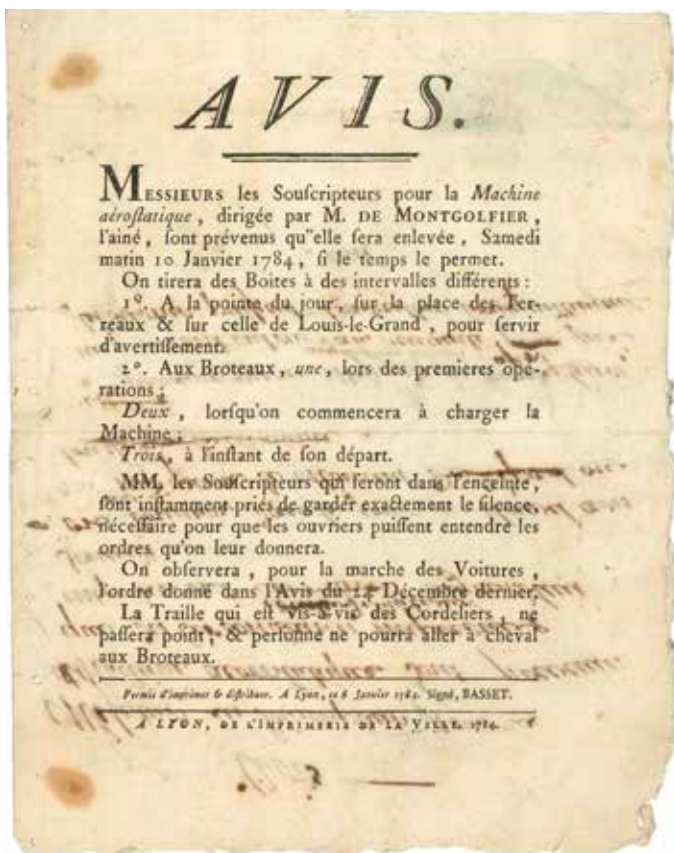 AVIS.
MESSIEURS les Souſcripteurs pour la Machine
aéroſtatique, dirigée par M. DE MONTGOLFIER,
l'ainé, ſont prévenus qu''elle ſera enlevée, Samedi
matin 10 Janvier 1784, ſi le temps le permet.
On tirera des Boites à des intervalles différents :
1º. A la pointe du jour, ſur la place des Ter-
reaux & ſur celle de Louis-le-Grand, pour ſervir
d'avertiſſement.
2º. Aux Broteaux, une, lors des premieres opé-
rations ;
Deux, lorſqu'on commencera à charger la
Machine ;
Trois, à l'inſtant de ſon départ.
MM. les Souſcripteurs qui ſeront dans l'enceinte,
ſont inſtamment priés de garder exactement le ſilence,
néceſſaire pour que les ouvriers puiſſent entendre les
ordres qu'on leur donnera.
On obſervera, pour la marche des Voitures,
l'ordre donné dans l'Avis du Décembre dernier.
La Traille qui eſt vis-à-vis des Cordeliers, ne
paſſera point ; & perſonne ne pourra aller à cheval
aux Broteaux.
Permis d'imprimer & diſtribuer. A Lyon, ce 6 Janvier 1784. Signé, BASSET.
A LYON, DE L'IMPRIMERIE DE LA VILLE. 1784.